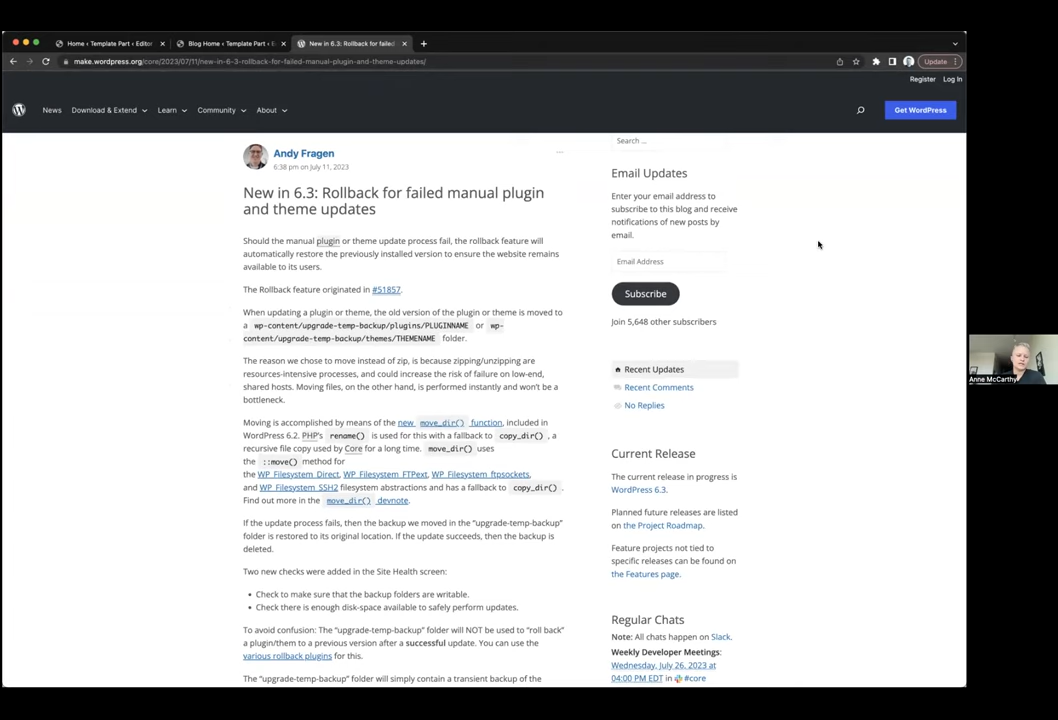 Home ‹ Template Part ‹ Editor
Blog Home ‹ Template Part ‹ E
New in 6.3: Rollback for failed
make.wordpress.org/core/2023/07/11/new-in-6-3-rollback-for-failed-manual-plugin-and-theme-updates/
Update
Register Log In
News Download & Extend Learn Community About
Get WordPress
Andy Fragen
6:38 pm on July 11, 2023
New in 6.3: Rollback for failed manual plugin
and theme updates
Should the manual plugin or theme update process fail, the rollback feature will
automatically restore the previously installed version to ensure the website remains
available to its users.
The Rollback feature originated in #51857.
When updating a plugin or theme, the old version of the plugin or theme is moved to
a wp-content/upgrade-temp-backup/plugins/PLUGINNAME or wp-
content/upgrade-temp-backup/themes/THEMENAME folder.
The reason we chose to move instead of zip, is because zipping/unzipping are
resources-intensive processes, and could increase the risk of failure on low-end,
shared hosts. Moving files, on the other hand, is performed instantly and won't be a
bottleneck.
Moving is accomplished by means of the new move_dir() function, included in
WordPress 6.2. PHP's rename() is used for this with a fallback to copy_dir(), a
recursive file copy used by Core for a long time. move_dir() uses
the ::move() method for
the WP_Filesystem_Direct, WP_Filesystem_FTPext, WP_Filesystem_ftpsockets,
and WP_Filesystem_SSH2 filesystem abstractions and has a fallback to copy_dir().
Find out more in the move_dir() devnote.
If the update process fails, then the backup we moved in the "upgrade-temp-backup"
folder is restored to its original location. If the update succeeds, then the backup is
deleted.
Two new checks were added in the Site Health screen:
• Check to make sure that the backup folders are writable.
• Check there is enough disk-space available to safely perform updates.
To avoid confusion: The "upgrade-temp-backup" folder will NOT be used to "roll back"
a plugin/them to a previous version after a successful update. You can use the
various rollback plugins for this.
The "upgrade-temp-backup" folder will simply contain a transient backup of the
Search ...
Email Updates
Enter your email address to
subscribe to this blog and receive
notifications of new posts by
email.
Email Address
Subscribe
Join 5,648 other subscribers
Recent Updates
Recent Comments
No Replies
Current Release
The current release in progress is
WordPress 6.3.
Planned future releases are listed
on the Project Roadmap.
Feature projects not tied to
specific releases can be found on
the Features page.
Regular Chats
Note: All chats happen on Slack.
Weekly Developer Meetings:
Wednesday, July 26, 2023 at
04:00 PM EDT in #core
Anne McCarthy